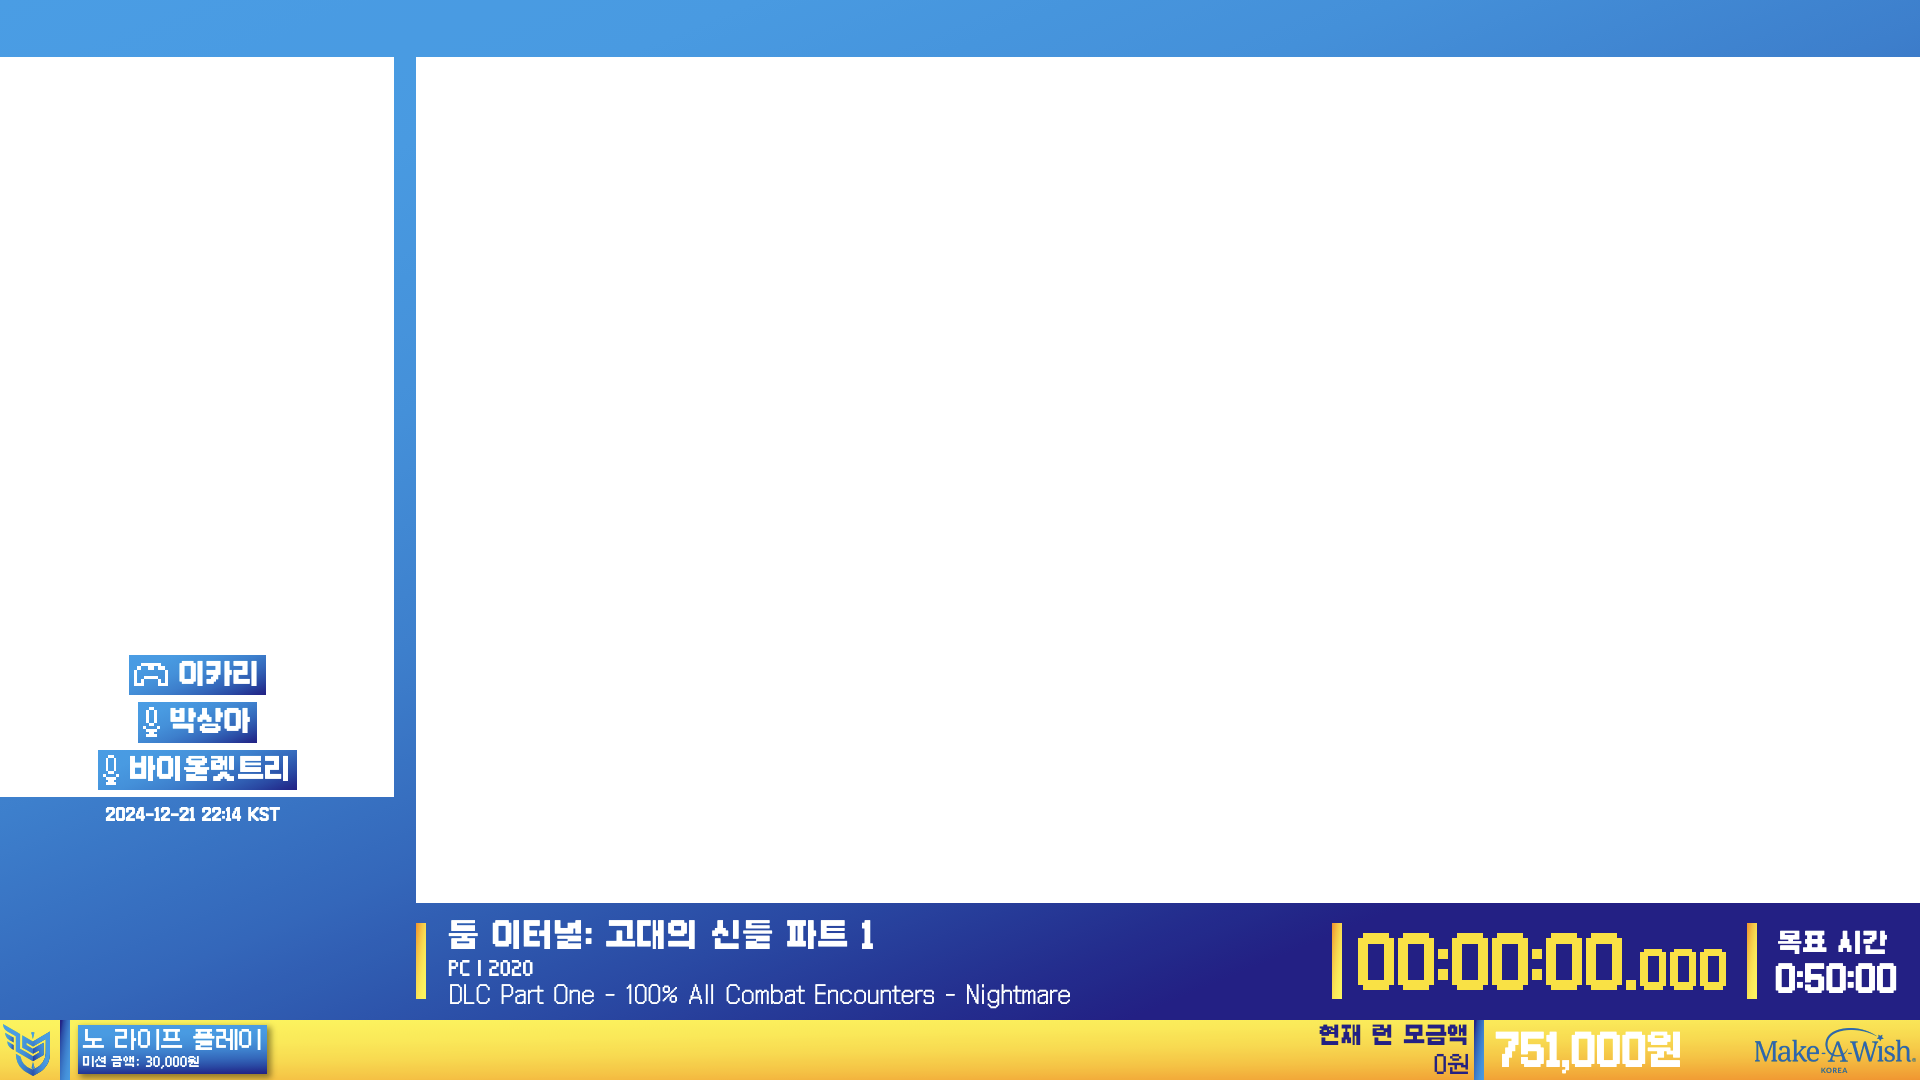 이카리
박상아
바이올렛트리
2024-12-21 22:14 KST
둠 이터널: 고대의 신들 파트 1
PC | 2020
DLC Part One - 100% All Combat Encounters - Nightmare
00:00:00.000
목표 시간
0:50:00
노 라이프 플레이
미션 금액: 30,000원
현재 런 모금액
0원
751,000원
Make-A-Wish.
KOREA